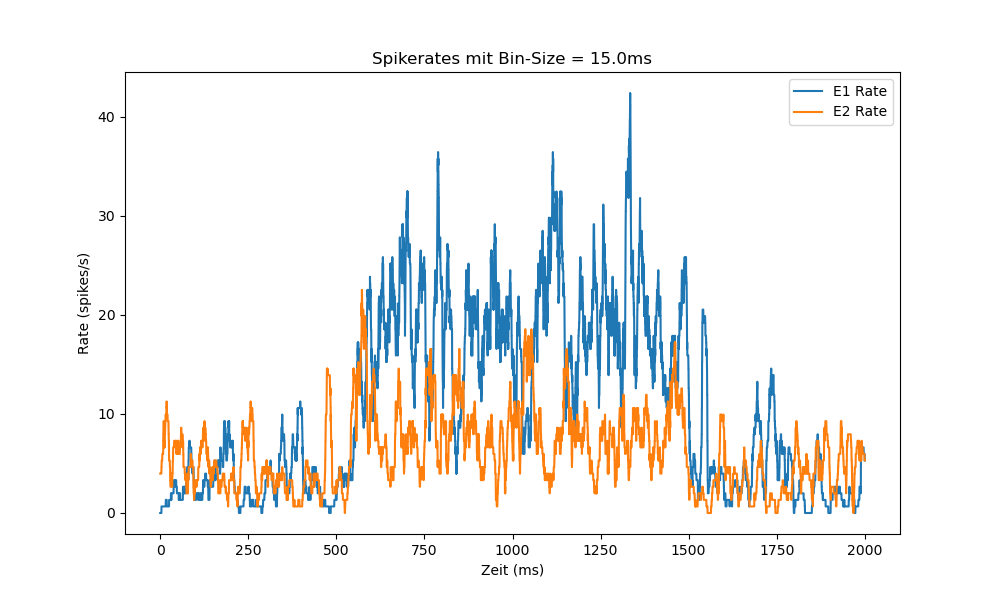 Spikerates mit Bin-Size = 15.0ms
E1 Rate
E2 Rate
Rate (spikes/s)
40
30
20
10
0
0 250 500 750 1000 1250 1500 1750 2000
Zeit (ms)